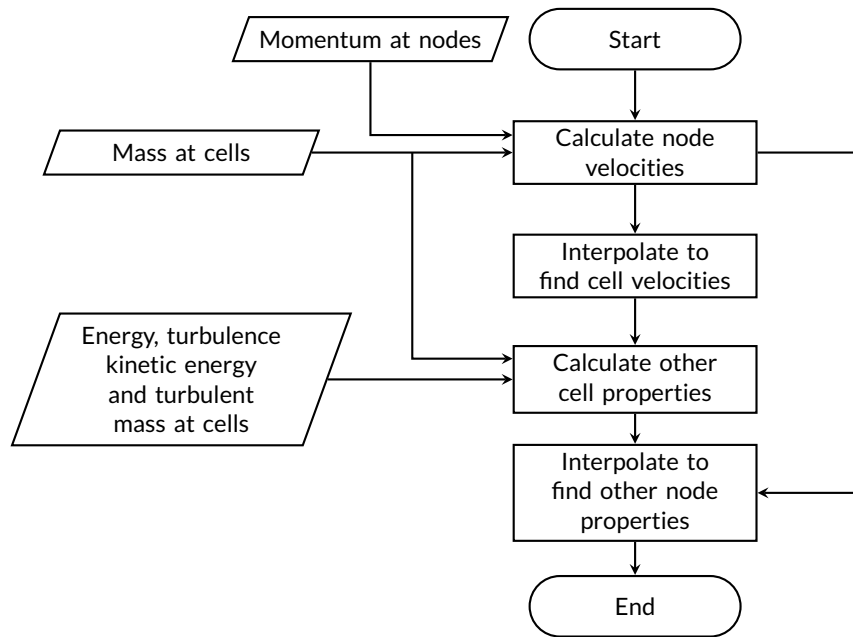 Momentum at nodes
Start
Mass at cells
Calculate node
velocities
Interpolate to
find cell velocities
Energy, turbulence
kinetic energy
and turbulent
mass at cells
Calculate other
cell properties
Interpolate to
find other node
properties
End